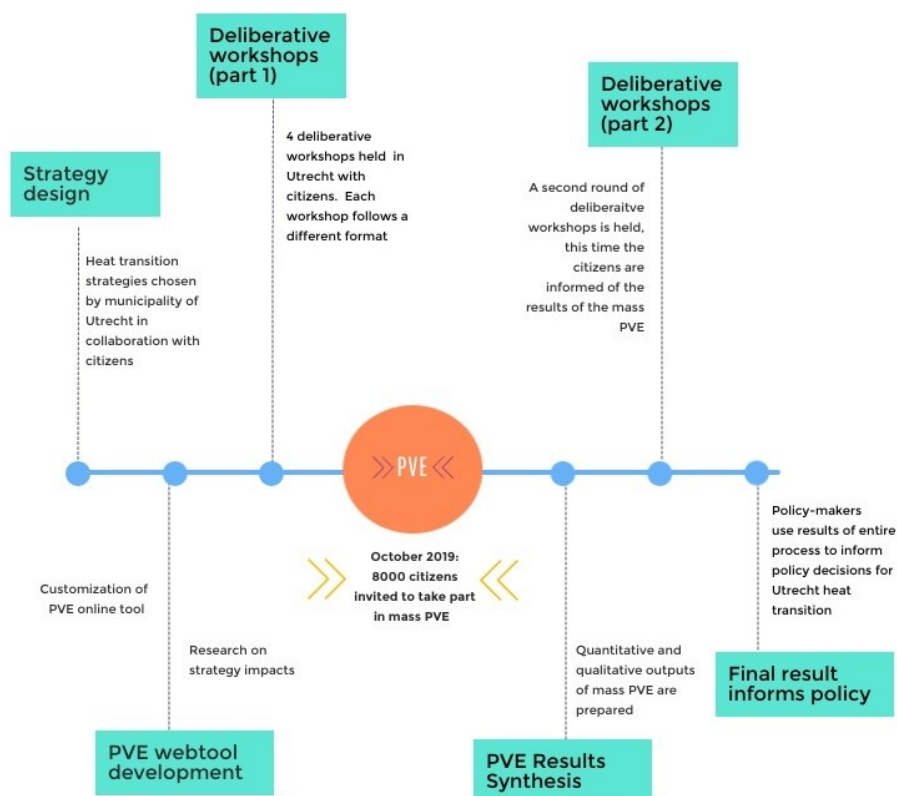 Deliberative
workshops
(part 1)
4 deliberative
workshops held in
Utrecht with
citizens. Each
workshop follows a
different format
Deliberative
workshops
(part 2)
A second round of
deliberaitve
workshops is held,
this time the
citizens are
informed of the
results of the mass
PVE
Strategy
design
Heat transition
strategies chosen
by municipality of
Utrecht in
collaboration with
citizens
>> PVE <<
October 2019:
8000 citizens
invited to take part
in mass PVE
Customization of
PVE online tool
Research on
strategy impacts
PVE webtool
development
Quantitative and
qualitative outputs
of mass PVE are
prepared
PVE Results
Synthesis
Policy-makers
use results of entire
process to inform
policy decisions for
Utrecht heat
transition
Final result
informs policy